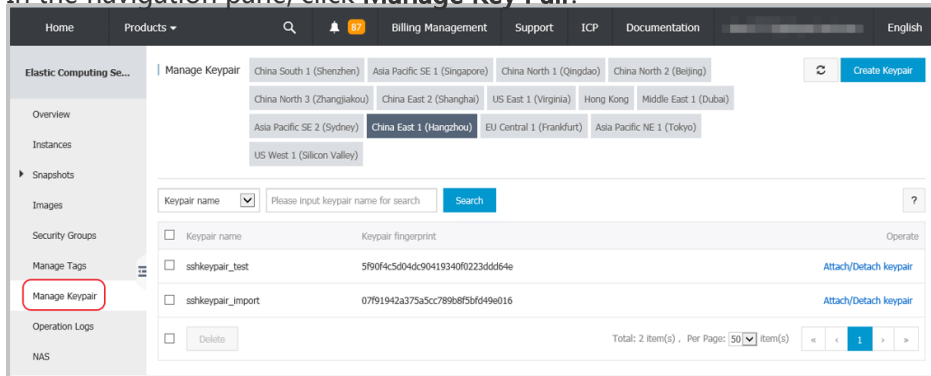 In the navigation pane, click Manage Key Pair.
Home Products 87 Billing Management Support ICP Documentation English
Elastic Computing Se...
Overview
Instances
Snapshots
Images
Security Groups
Manage Tags
Manage Keypair
Operation Logs
NAS
Manage Keypair China South 1 (Shenzhen) Asia Pacific SE 1 (Singapore) China North 1 (Qingdao) China North 2 (Beijing) Create Keypair
China North 3 (Zhangjiakou) China East 2 (Shanghai) US East 1 (Virginia) Hong Kong Middle East 1 (Dubai)
Asia Pacific SE 2 (Sydney) China East 1 (Hangzhou) EU Central 1 (Frankfurt) Asia Pacific NE 1 (Tokyo)
US West 1 (Silicon Valley)
Keypair name Please input keypair name for search Search ?
Keypair name Keypair fingerprint Operate
sshkeypair_test 5f90f4c5d04dc90419340f0223ddd64e Attach/Detach keypair
sshkeypair_import 07f91942a375a5cc789b8f5bfd49e016 Attach/Detach keypair
Delete Total: 2 item(s) , Per Page: 50 item(s) « ‹ 1 › »